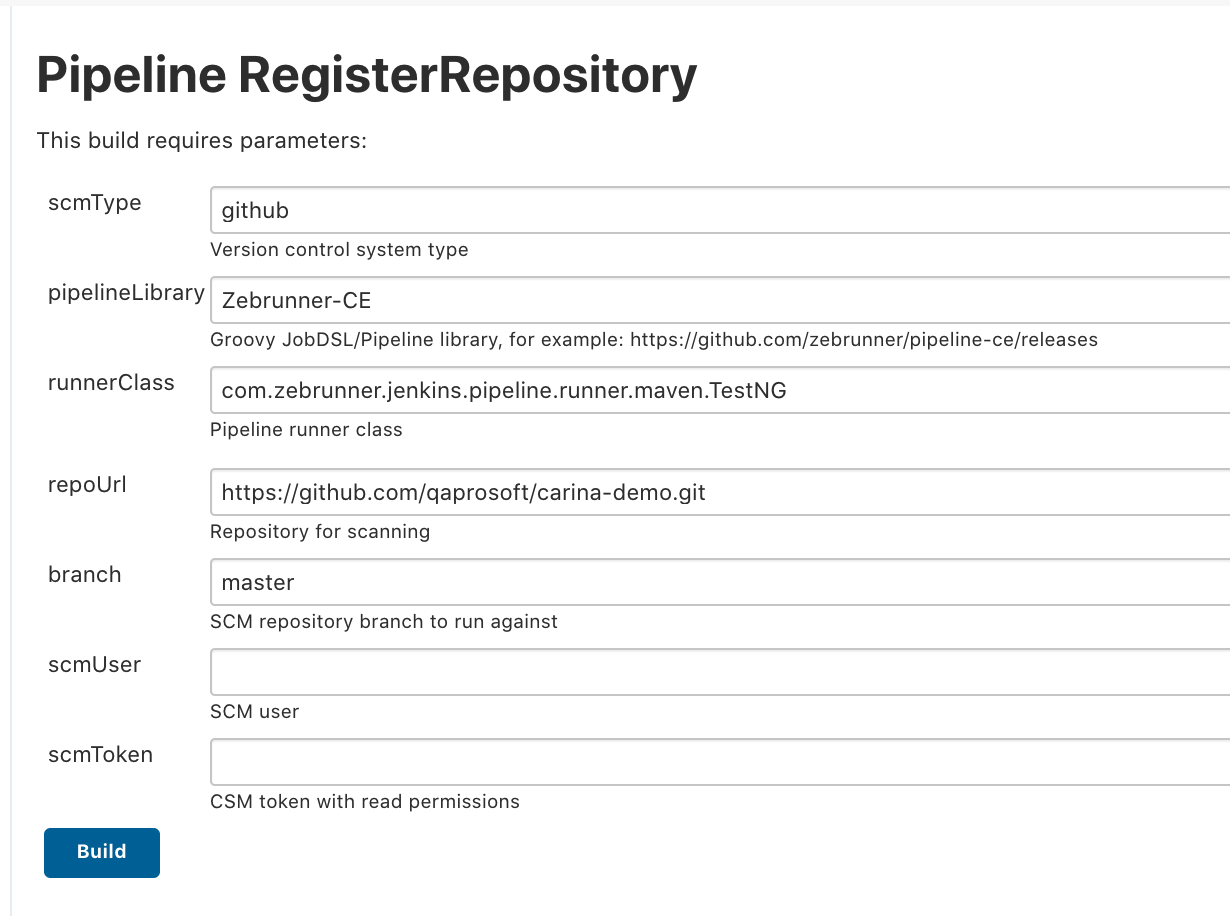 Pipeline RegisterRepository
This build requires parameters:
scmType
github
Version control system type
pipelineLibrary
Zebrunner-CE
Groovy JobDSL/Pipeline library, for example: https://github.com/zebrunner/pipeline-ce/releases
runnerClass
com.zebrunner.jenkins.pipeline.runner.maven.TestNG
Pipeline runner class
repoUrl
https://github.com/qaprosoft/carina-demo.git
Repository for scanning
branch
master
SCM repository branch to run against
scmUser
SCM user
scmToken
CSM token with read permissions
Build